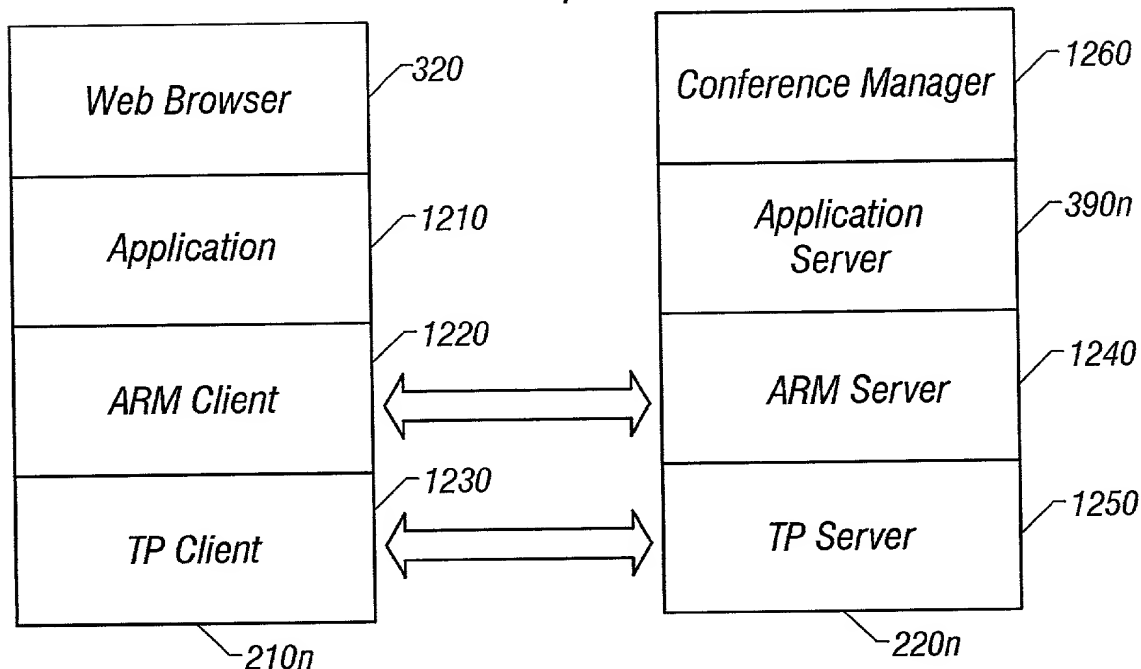 Web Browser
320
Application
1210
ARM Client
1220
TP Client
1230
210n
Conference Manager
1260
Application
Server
390n
ARM Server
1240
TP Server
1250
220n